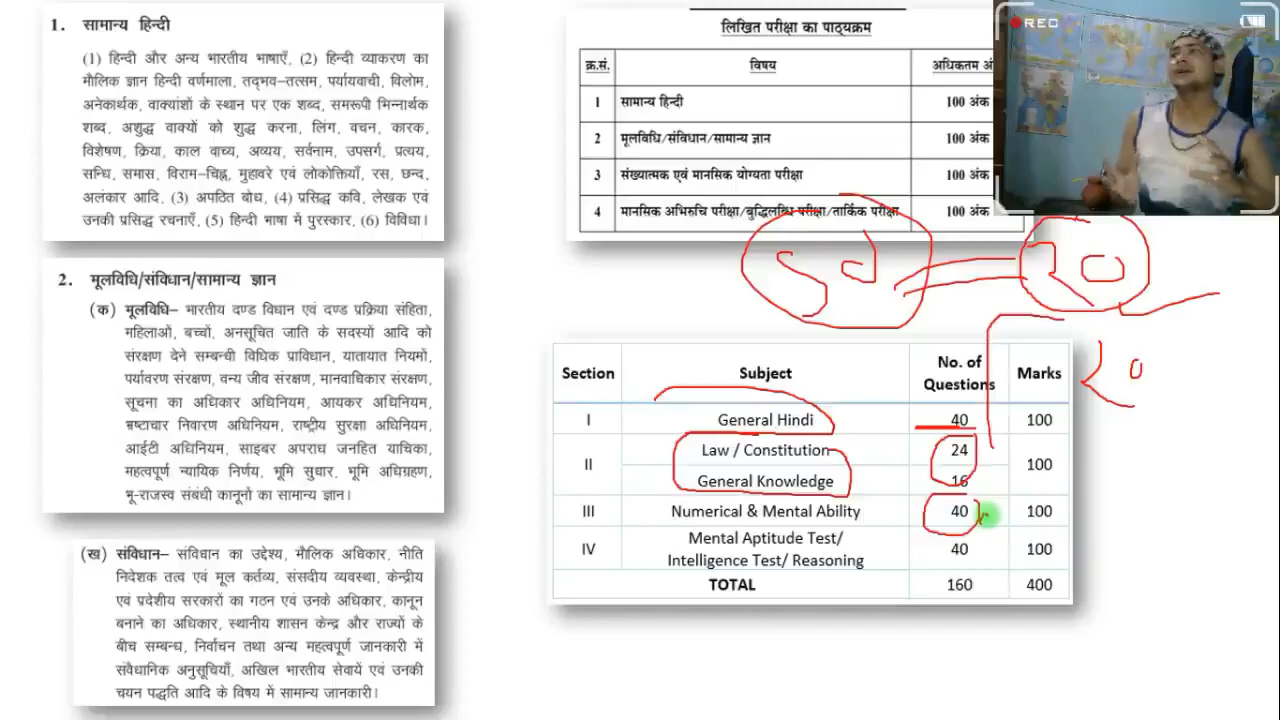 1. सामान्य हिन्दी
(1) हिन्दी और अन्य भारतीय भाषाएँ, (2) हिन्दी व्याकरण का
मौलिक ज्ञान हिन्दी वर्णमाला, तद्भव–तत्सम, पर्यायवाची, विलोम,
अनेकार्थक, वाक्यांशों के स्थान पर एक शब्द, समरूपी भिन्नार्थक
शब्द, अशुद्ध वाक्यों को शुद्ध करना, लिंग, वचन, कारक,
विशेषण, क्रिया, काल वाच्य, अव्यय, सर्वनाम, उपसर्ग, प्रत्यय,
सन्धि, समास, विराम–चिह्न, मुहावरे एवं लोकोक्तियाँ, रस, छन्द,
अलंकार आदि, (3) अपठित बोध, (4) प्रसिद्ध कवि, लेखक एवं
उनकी प्रसिद्ध रचनाएँ, (5) हिन्दी भाषा में पुरस्कार, (6) विविध।
2. मूलविधि/संविधान/सामान्य ज्ञान
(क) मूलविधि– भारतीय दण्ड विधान एवं दण्ड प्रक्रिया संहिता,
महिलाओं, बच्चों, अनसूचित जाति के सदस्यों आदि को
संरक्षण देने सम्बन्धी विधिक प्राविधान, यातायात नियमों,
पर्यावरण संरक्षण, वन्य जीव संरक्षण, मानवाधिकार संरक्षण,
सूचना का अधिकार अधिनियम, आयकर अधिनियम,
भ्रष्टाचार निवारण अधिनियम, राष्ट्रीय सुरक्षा अधिनियम,
आईटी अधिनियम, साइबर अपराध जनहित याचिका,
महत्वपूर्ण न्यायिक निर्णय, भूमि सुधार, भूमि अधिग्रहण,
भू–राजस्व संबंधी कानूनों का सामान्य ज्ञान।
(ख) संविधान– संविधान का उद्देश्य, मौलिक अधिकार, नीति
निदेशक तत्व एवं मूल कर्तव्य, संसदीय व्यवस्था, केन्द्रीय
एवं प्रदेशीय सरकारों का गठन एवं उनके अधिकार, कानून
बनाने का अधिकार, स्थानीय शासन केन्द्र और राज्यों के
बीच सम्बन्ध, निर्वाचन तथा अन्य महत्वपूर्ण जानकारी में
संवैधानिक अनुसूचियाँ, अखिल भारतीय सेवायें एवं उनकी
चयन पद्धति आदि के विषय में सामान्य जानकारी।
लिखित परीक्षा का पाठ्यक्रम
क्र.सं. विषय अधिकतम अं
1 सामान्य हिन्दी 100 अंक
2 मूलविधि/संविधान/सामान्य ज्ञान 100 अंक
3 संख्यात्मक एवं मानसिक योग्यता परीक्षा 100 अंक
4 मानसिक अभिरुचि परीक्षा/बुद्धिलब्धि परीक्षा/तार्किक परीक्षा 100 अंक
REC
Section Subject No. of Questions Marks
I General Hindi 40 100
II Law / Constitution 24 100
General Knowledge 16
III Numerical & Mental Ability 40 100
IV Mental Aptitude Test/ 40 100
Intelligence Test/ Reasoning
TOTAL 160 400